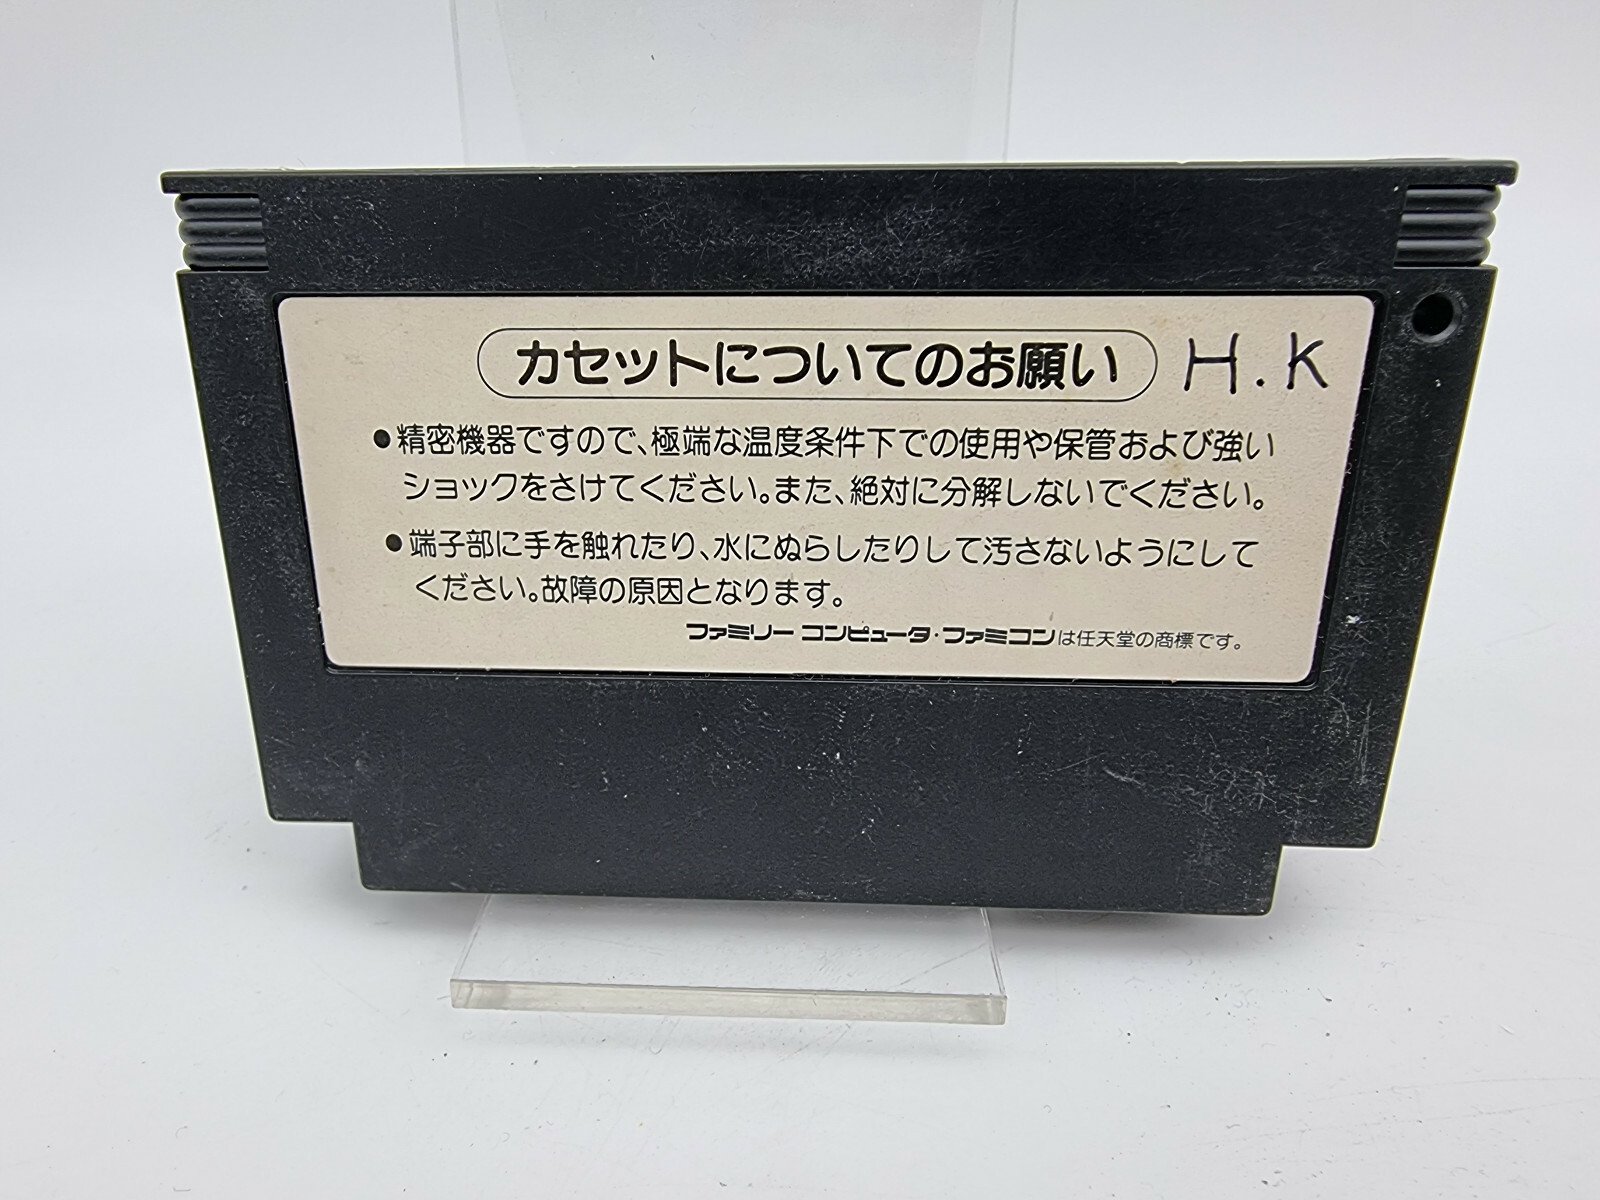 カセットについてのお願い H.K
●精密機器ですので、極端な温度条件下での使用や保管および強い
ショックをさけてください。また、絶対に分解しないでください。
●端子部に手を触れたり、水にぬらしたりして汚さないようにして
ください。故障の原因となります。
ファミリー コンピュータ・ファミコンは任天堂の商標です。